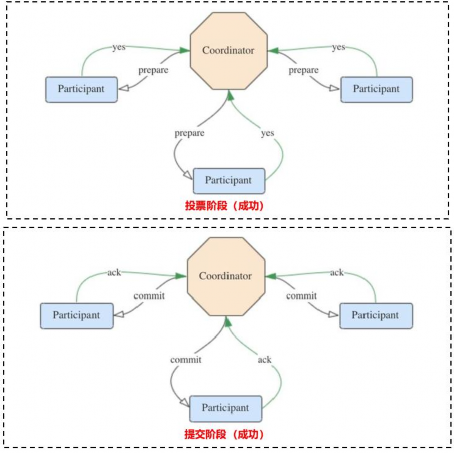 Coordinator
yes
yes
prepare
prepare
Participant
Participant
prepare
yes
Participant
投票阶段（成功）
Coordinator
ack
ack
commit
commit
Participant
Participant
commit
ack
Participant
提交阶段（成功）